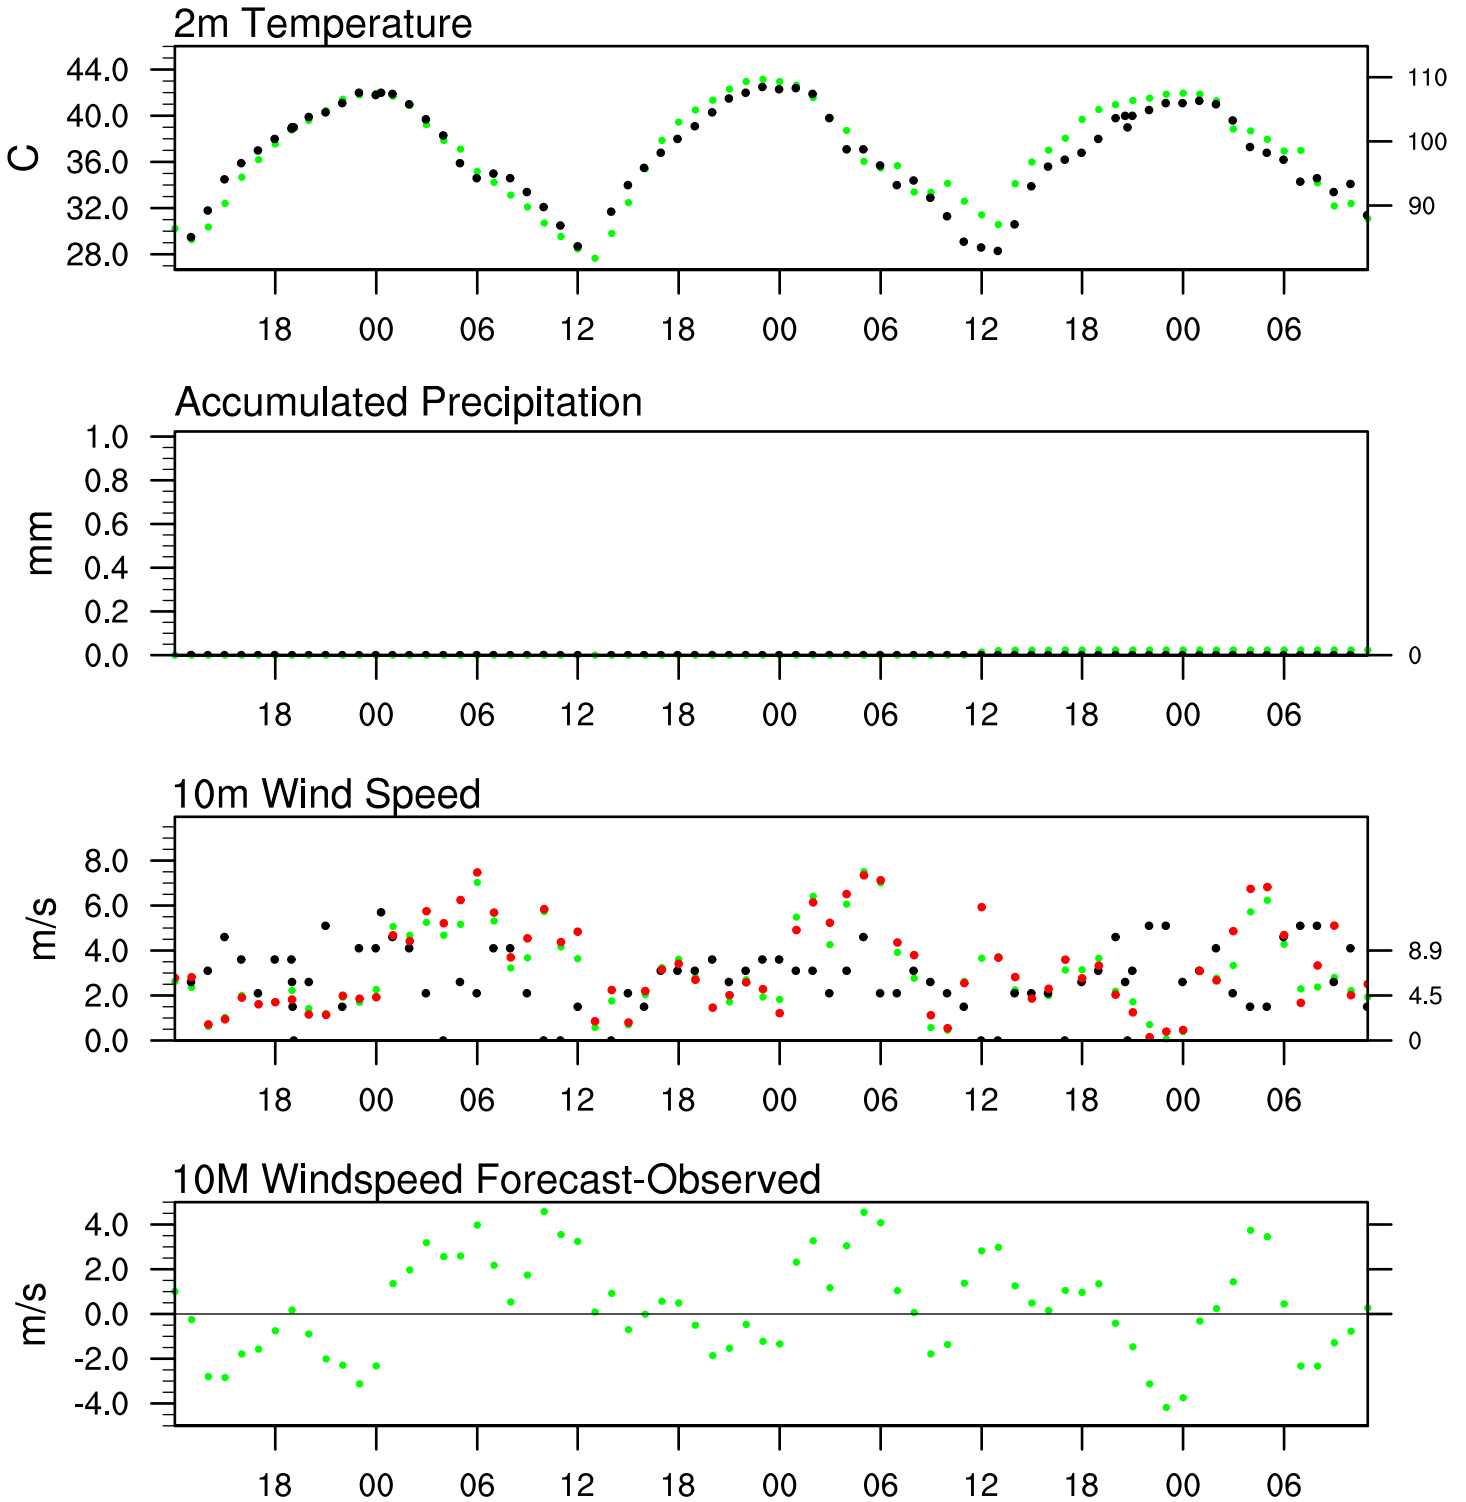 2m Temperature
44.0
40.0
36.0
32.0
28.0
C
110
100
90
18 00 06 12 18 00 06 12 18 00 06
Accumulated Precipitation
1.0
0.8
0.6
0.4
0.2
0.0
mm
0
18 00 06 12 18 00 06 12 18 00 06
10m Wind Speed
8.0
6.0
4.0
2.0
0.0
m/s
8.9
4.5
0
18 00 06 12 18 00 06 12 18 00 06
10M Windspeed Forecast-Observed
4.0
2.0
0.0
-2.0
-4.0
m/s
18 00 06 12 18 00 06 12 18 00 06